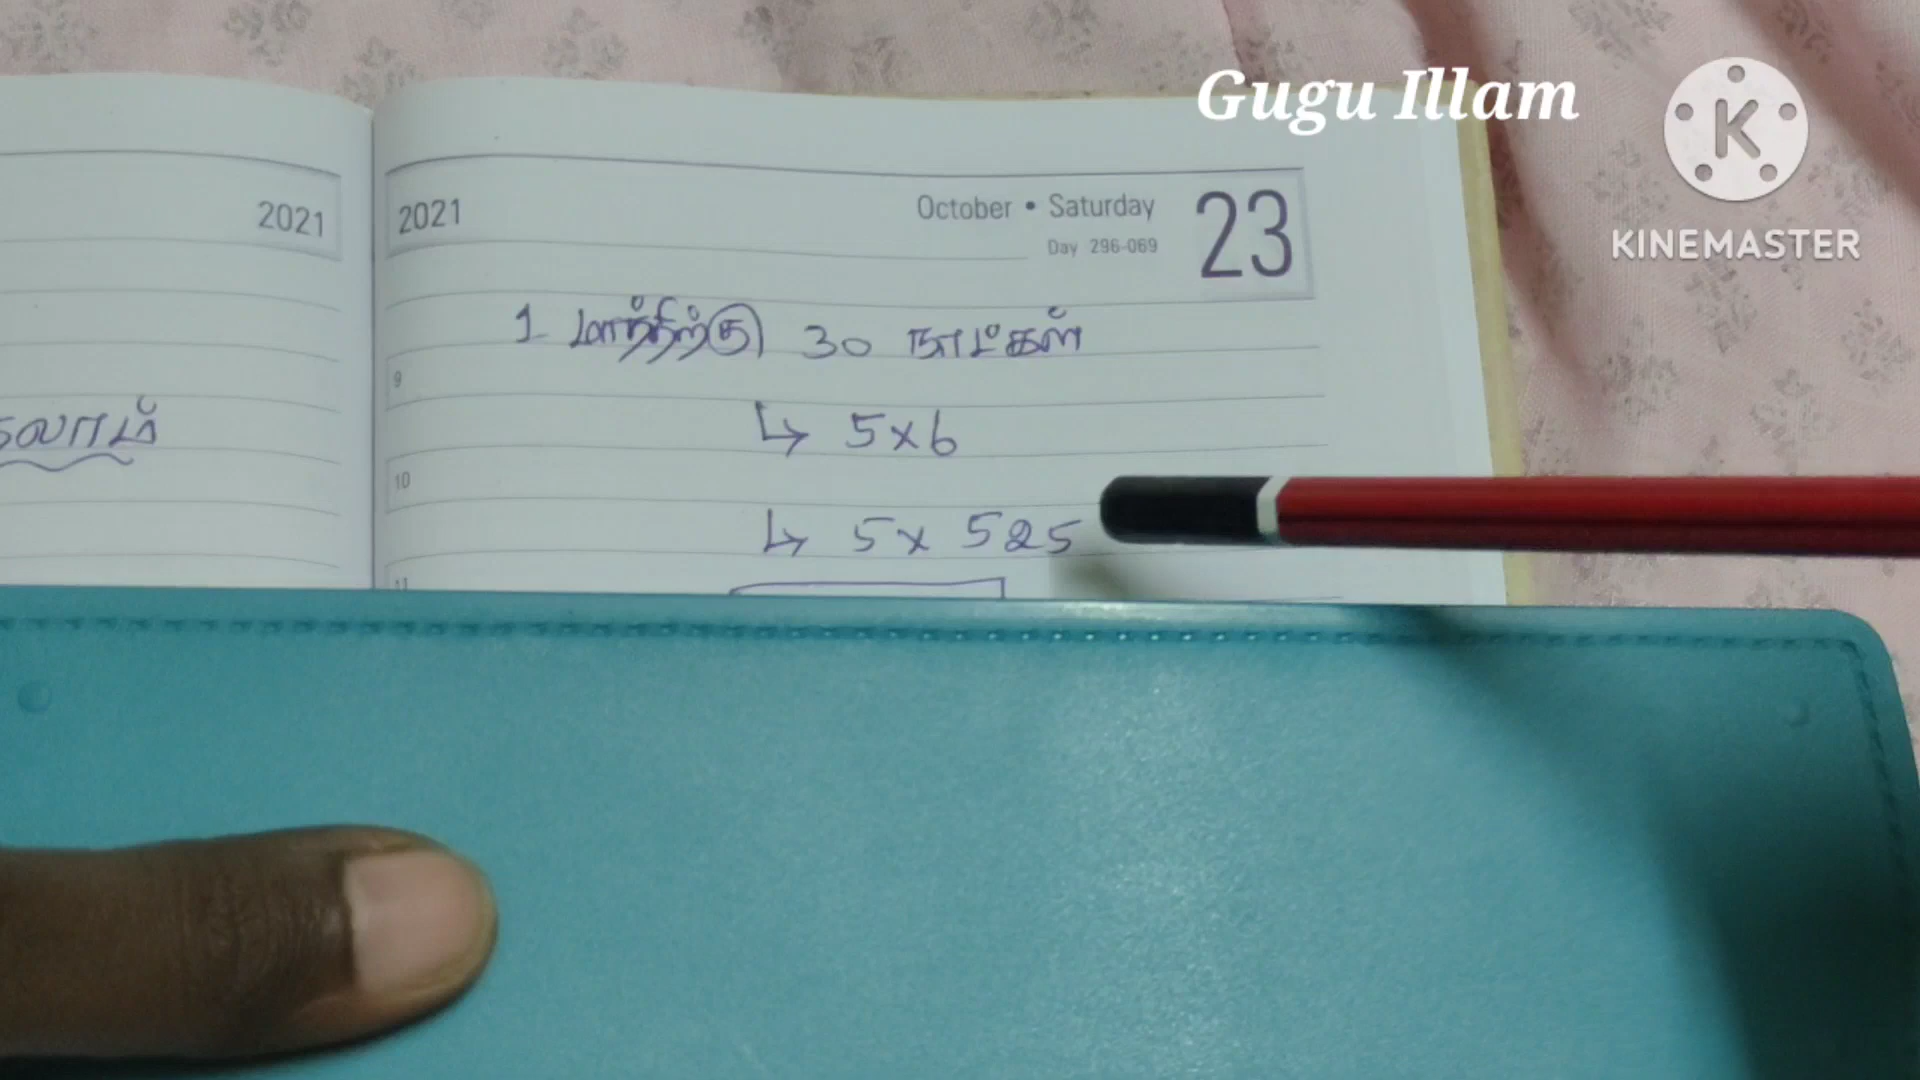 Gugu Illam
KINEMASTER
2021
2021
October • Saturday
23
Day 296-069
1 30 நாட்கள்
9
↳ 5x6
லாம்
10
↳ 5x 525
11